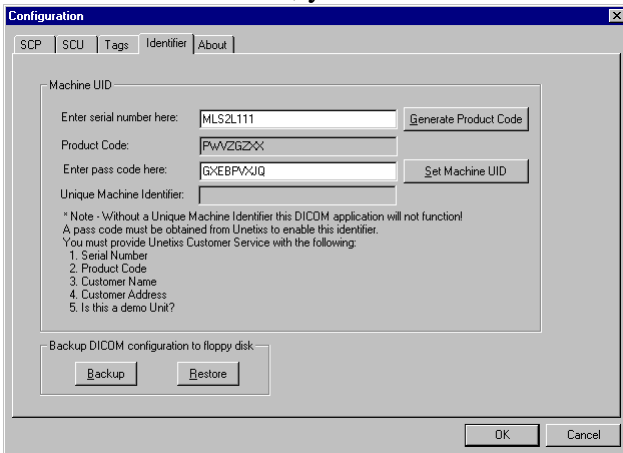 Configuration
SCP SCU Tags Identifier About
Machine UID
Enter serial number here: MLS2L111 Generate Product Code
Product Code: PWVZGZXX
Enter pass code here: GXEBPVXJQ Set Machine UID
Unique Machine Identifier:
* Note - Without a Unique Machine Identifier this DICOM application will not function!
A pass code must be obtained from Unetixs to enable this identifier.
You must provide Unetixs Customer Service with the following:
1. Serial Number
2. Product Code
3. Customer Name
4. Customer Address
5. Is this a demo Unit?
Backup DICOM configuration to floppy disk
Backup Restore
OK Cancel